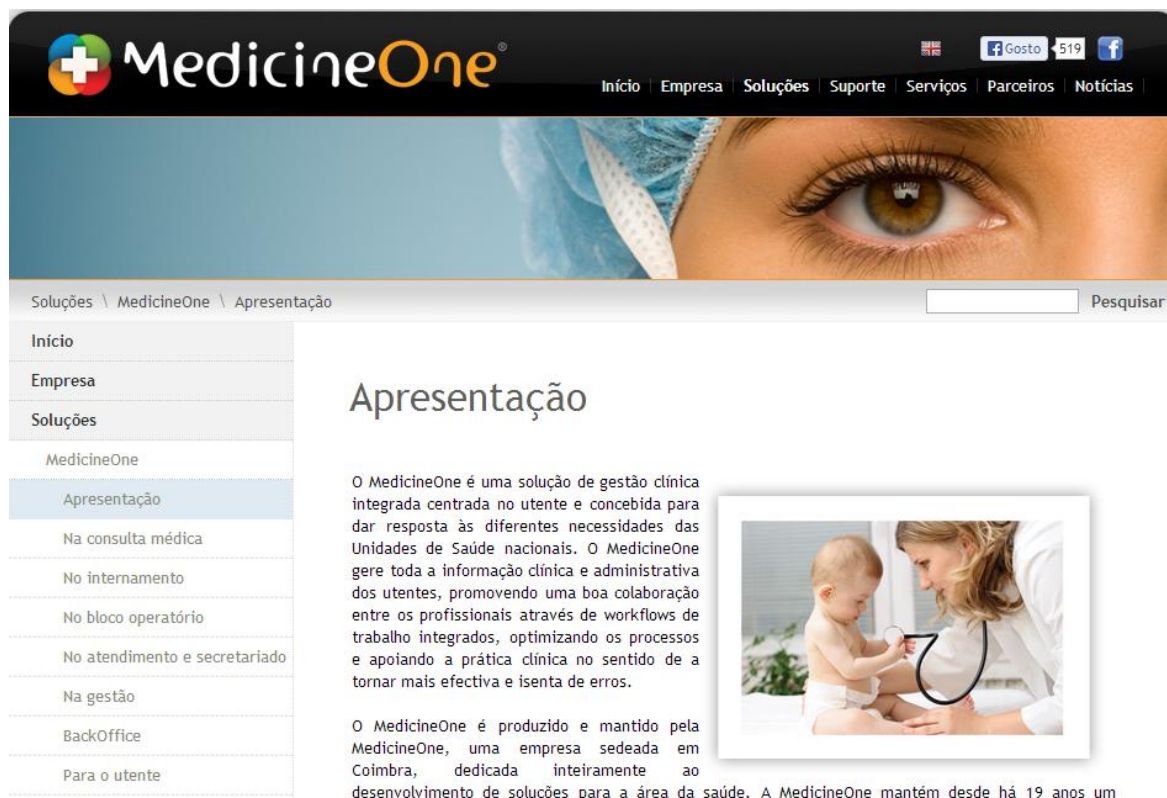 MedicineOne®
Gosto 519 f
Início Empresa Soluções Suporte Serviços Parceiros Notícias
Soluções \ MedicineOne \ Apresentação Pesquisar
Início
Empresa
Soluções
MedicineOne
Apresentação
Na consulta médica
No internamento
No bloco operatório
No atendimento e secretariado
Na gestão
BackOffice
Para o utente
Apresentação
O MedicineOne é uma solução de gestão clínica
integrada centrada no utente e concebida para
dar resposta às diferentes necessidades das
Unidades de Saúde nacionais. O MedicineOne
gere toda a informação clínica e administrativa
dos utentes, promovendo uma boa colaboração
entre os profissionais através de workflows de
trabalho integrados, optimizando os processos
e apoiando a prática clínica no sentido de a
tornar mais efectiva e isenta de erros.
O MedicineOne é produzido e mantido pela
MedicineOne, uma empresa sedeada em
Coimbra, dedicada inteiramente ao
desenvolvimento de soluções para a área da saúde. A MedicineOne mantém desde há 19 anos um